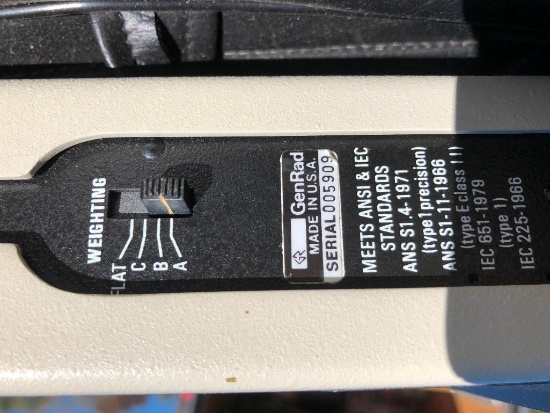 WEIGHTING
FLAT
C
B
A
GR GenRad
MADE IN U.S.A.
SERIAL 005909
MEETS ANSI & IEC
STANDARDS
ANS S1.4-1971
(type 1 precision)
ANS S1-11-1966
(type E class II)
IEC 651-1979
(type 1)
IEC 225-1966